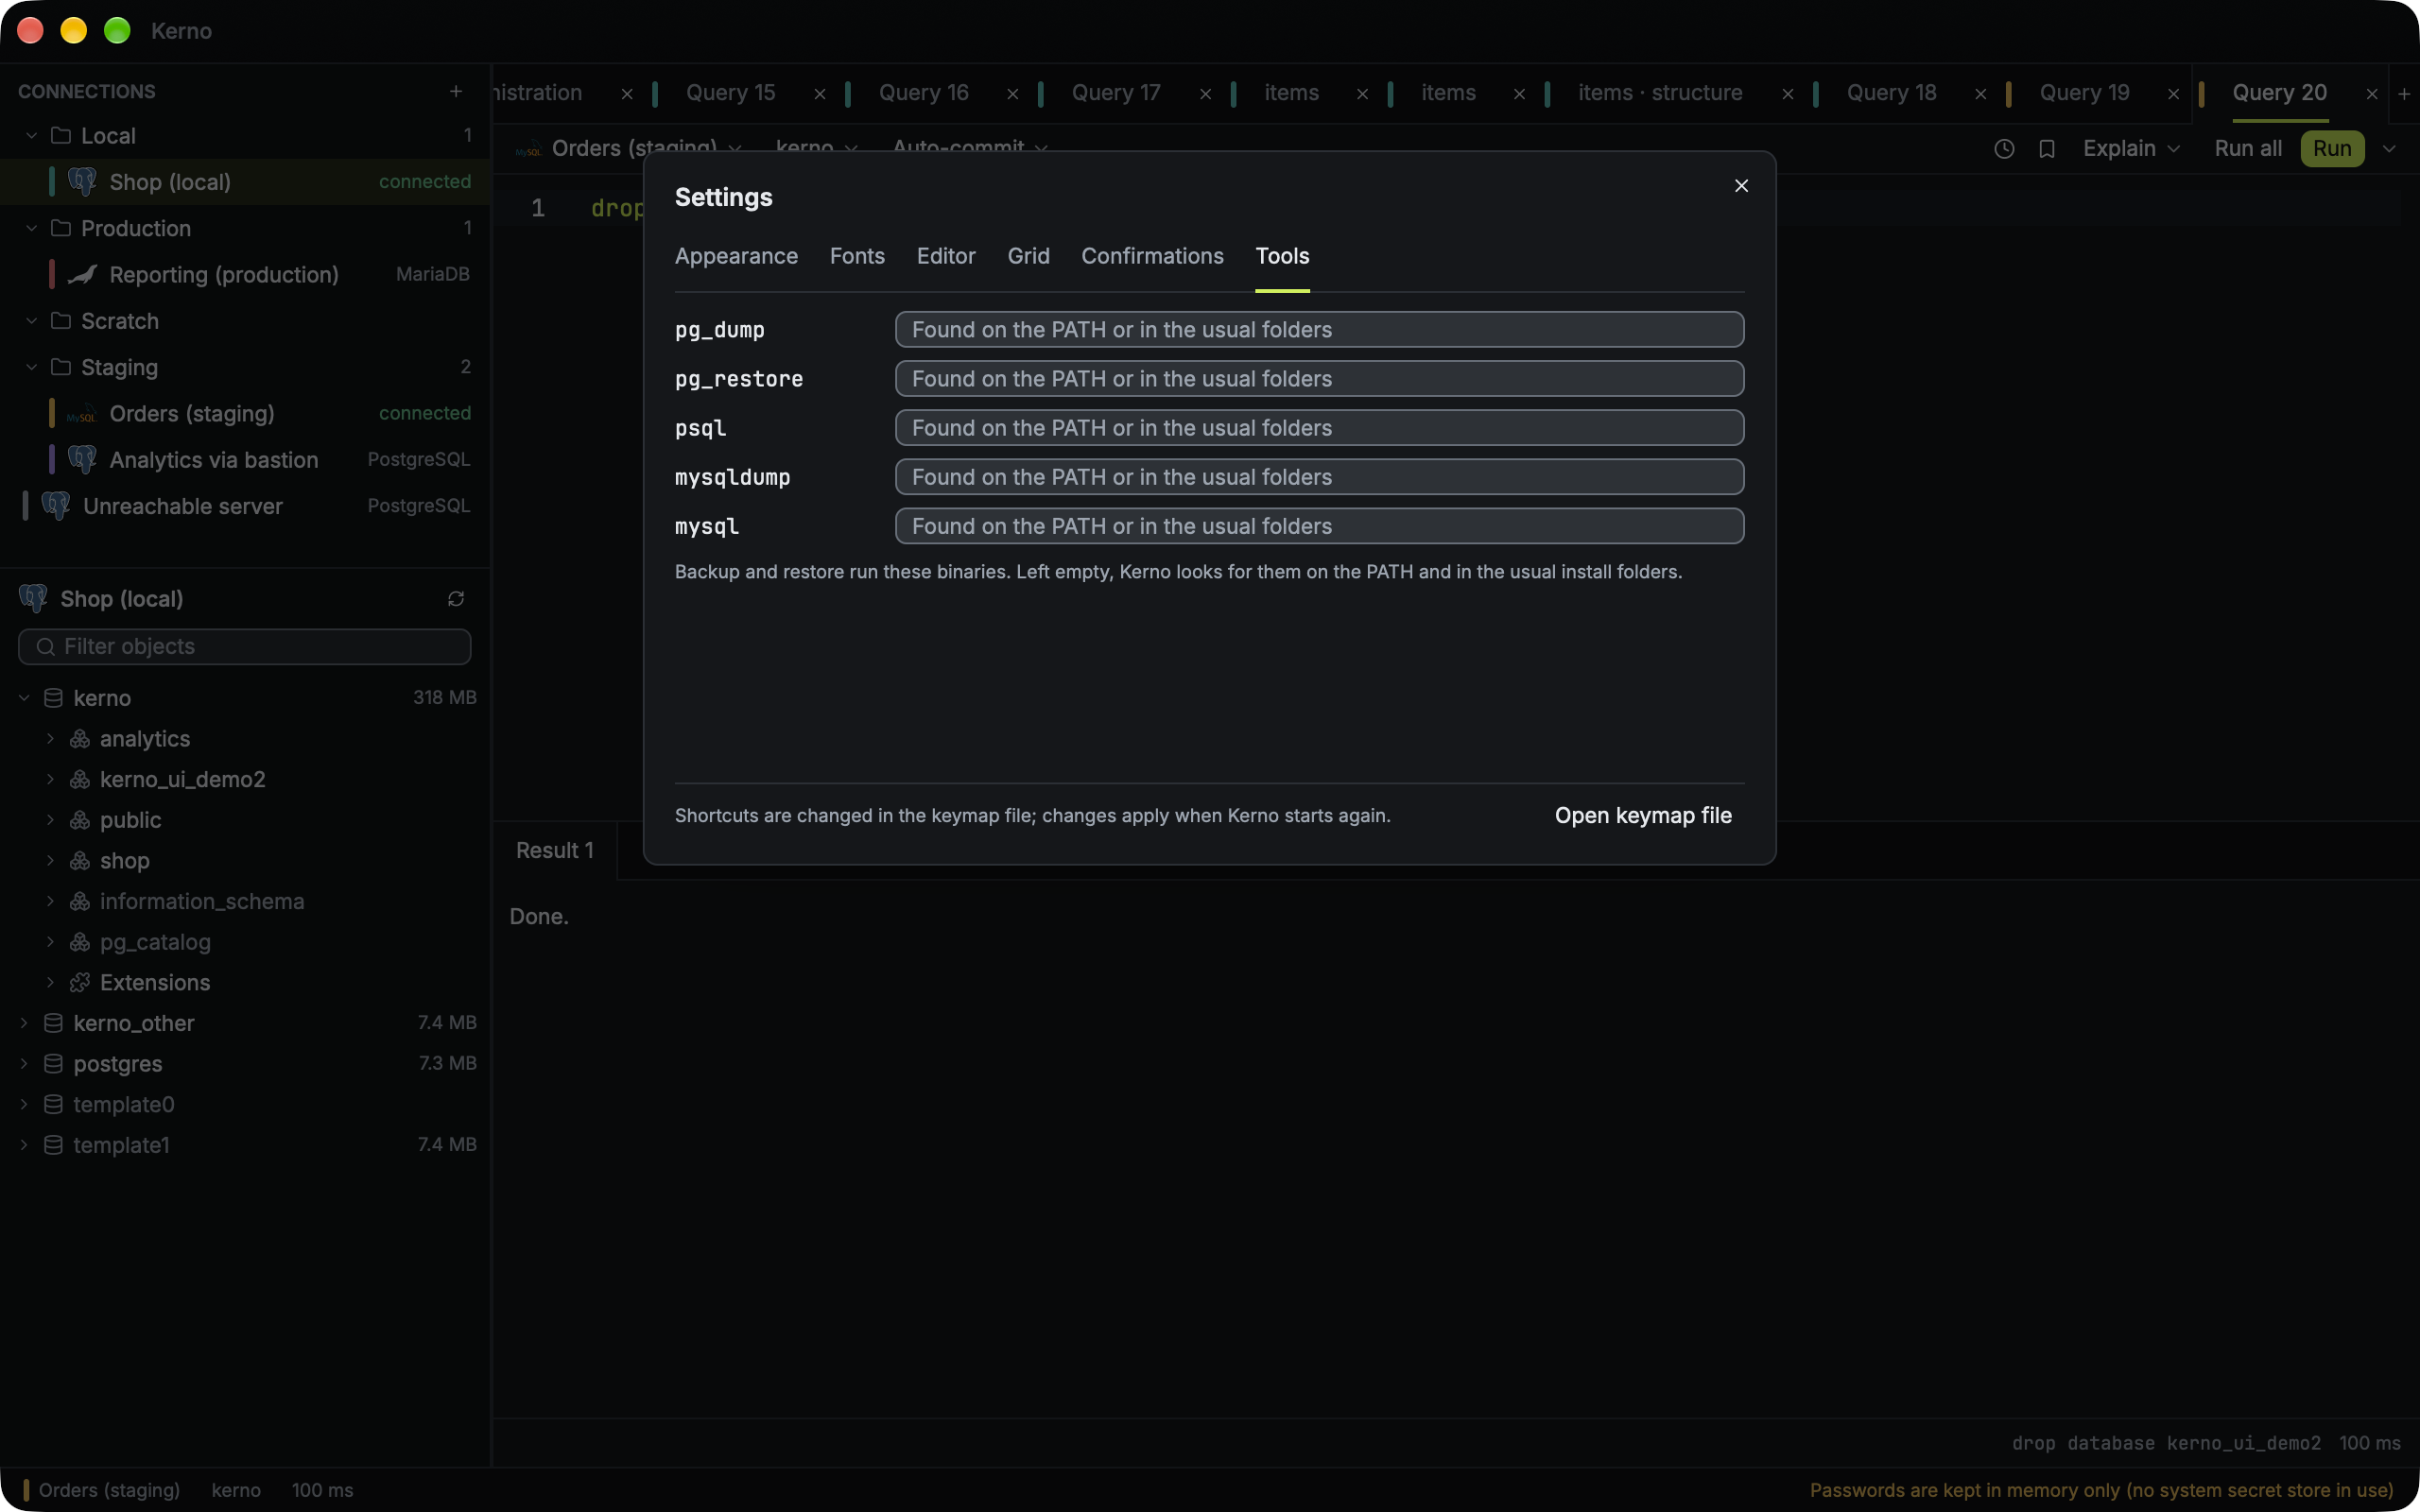 Kerno
CONNECTIONS
Local 1
Shop (local) connected
Production 1
Reporting (production) MariaDB
Scratch
Staging 2
MySQL Orders (staging) connected
Analytics via bastion PostgreSQL
Unreachable server PostgreSQL
Shop (local)
Filter objects
kerno 318 MB
analytics
kerno_ui_demo2
public
shop
information_schema
pg_catalog
Extensions
kerno_other 7.4 MB
postgres 7.3 MB
template0
template1 7.4 MB
nistration Query 15 Query 16 Query 17 items items items · structure Query 18 Query 19 Query 20
MySQL Orders (staging) kerno Auto-commit Explain Run all Run
1 drop
Settings
Appearance Fonts Editor Grid Confirmations Tools
pg_dump Found on the PATH or in the usual folders
pg_restore Found on the PATH or in the usual folders
psql Found on the PATH or in the usual folders
mysqldump Found on the PATH or in the usual folders
mysql Found on the PATH or in the usual folders
Backup and restore run these binaries. Left empty, Kerno looks for them on the PATH and in the usual install folders.
Shortcuts are changed in the keymap file; changes apply when Kerno starts again. Open keymap file
Result 1
Done.
drop database kerno_ui_demo2 100 ms
Orders (staging) kerno 100 ms Passwords are kept in memory only (no system secret store in use)